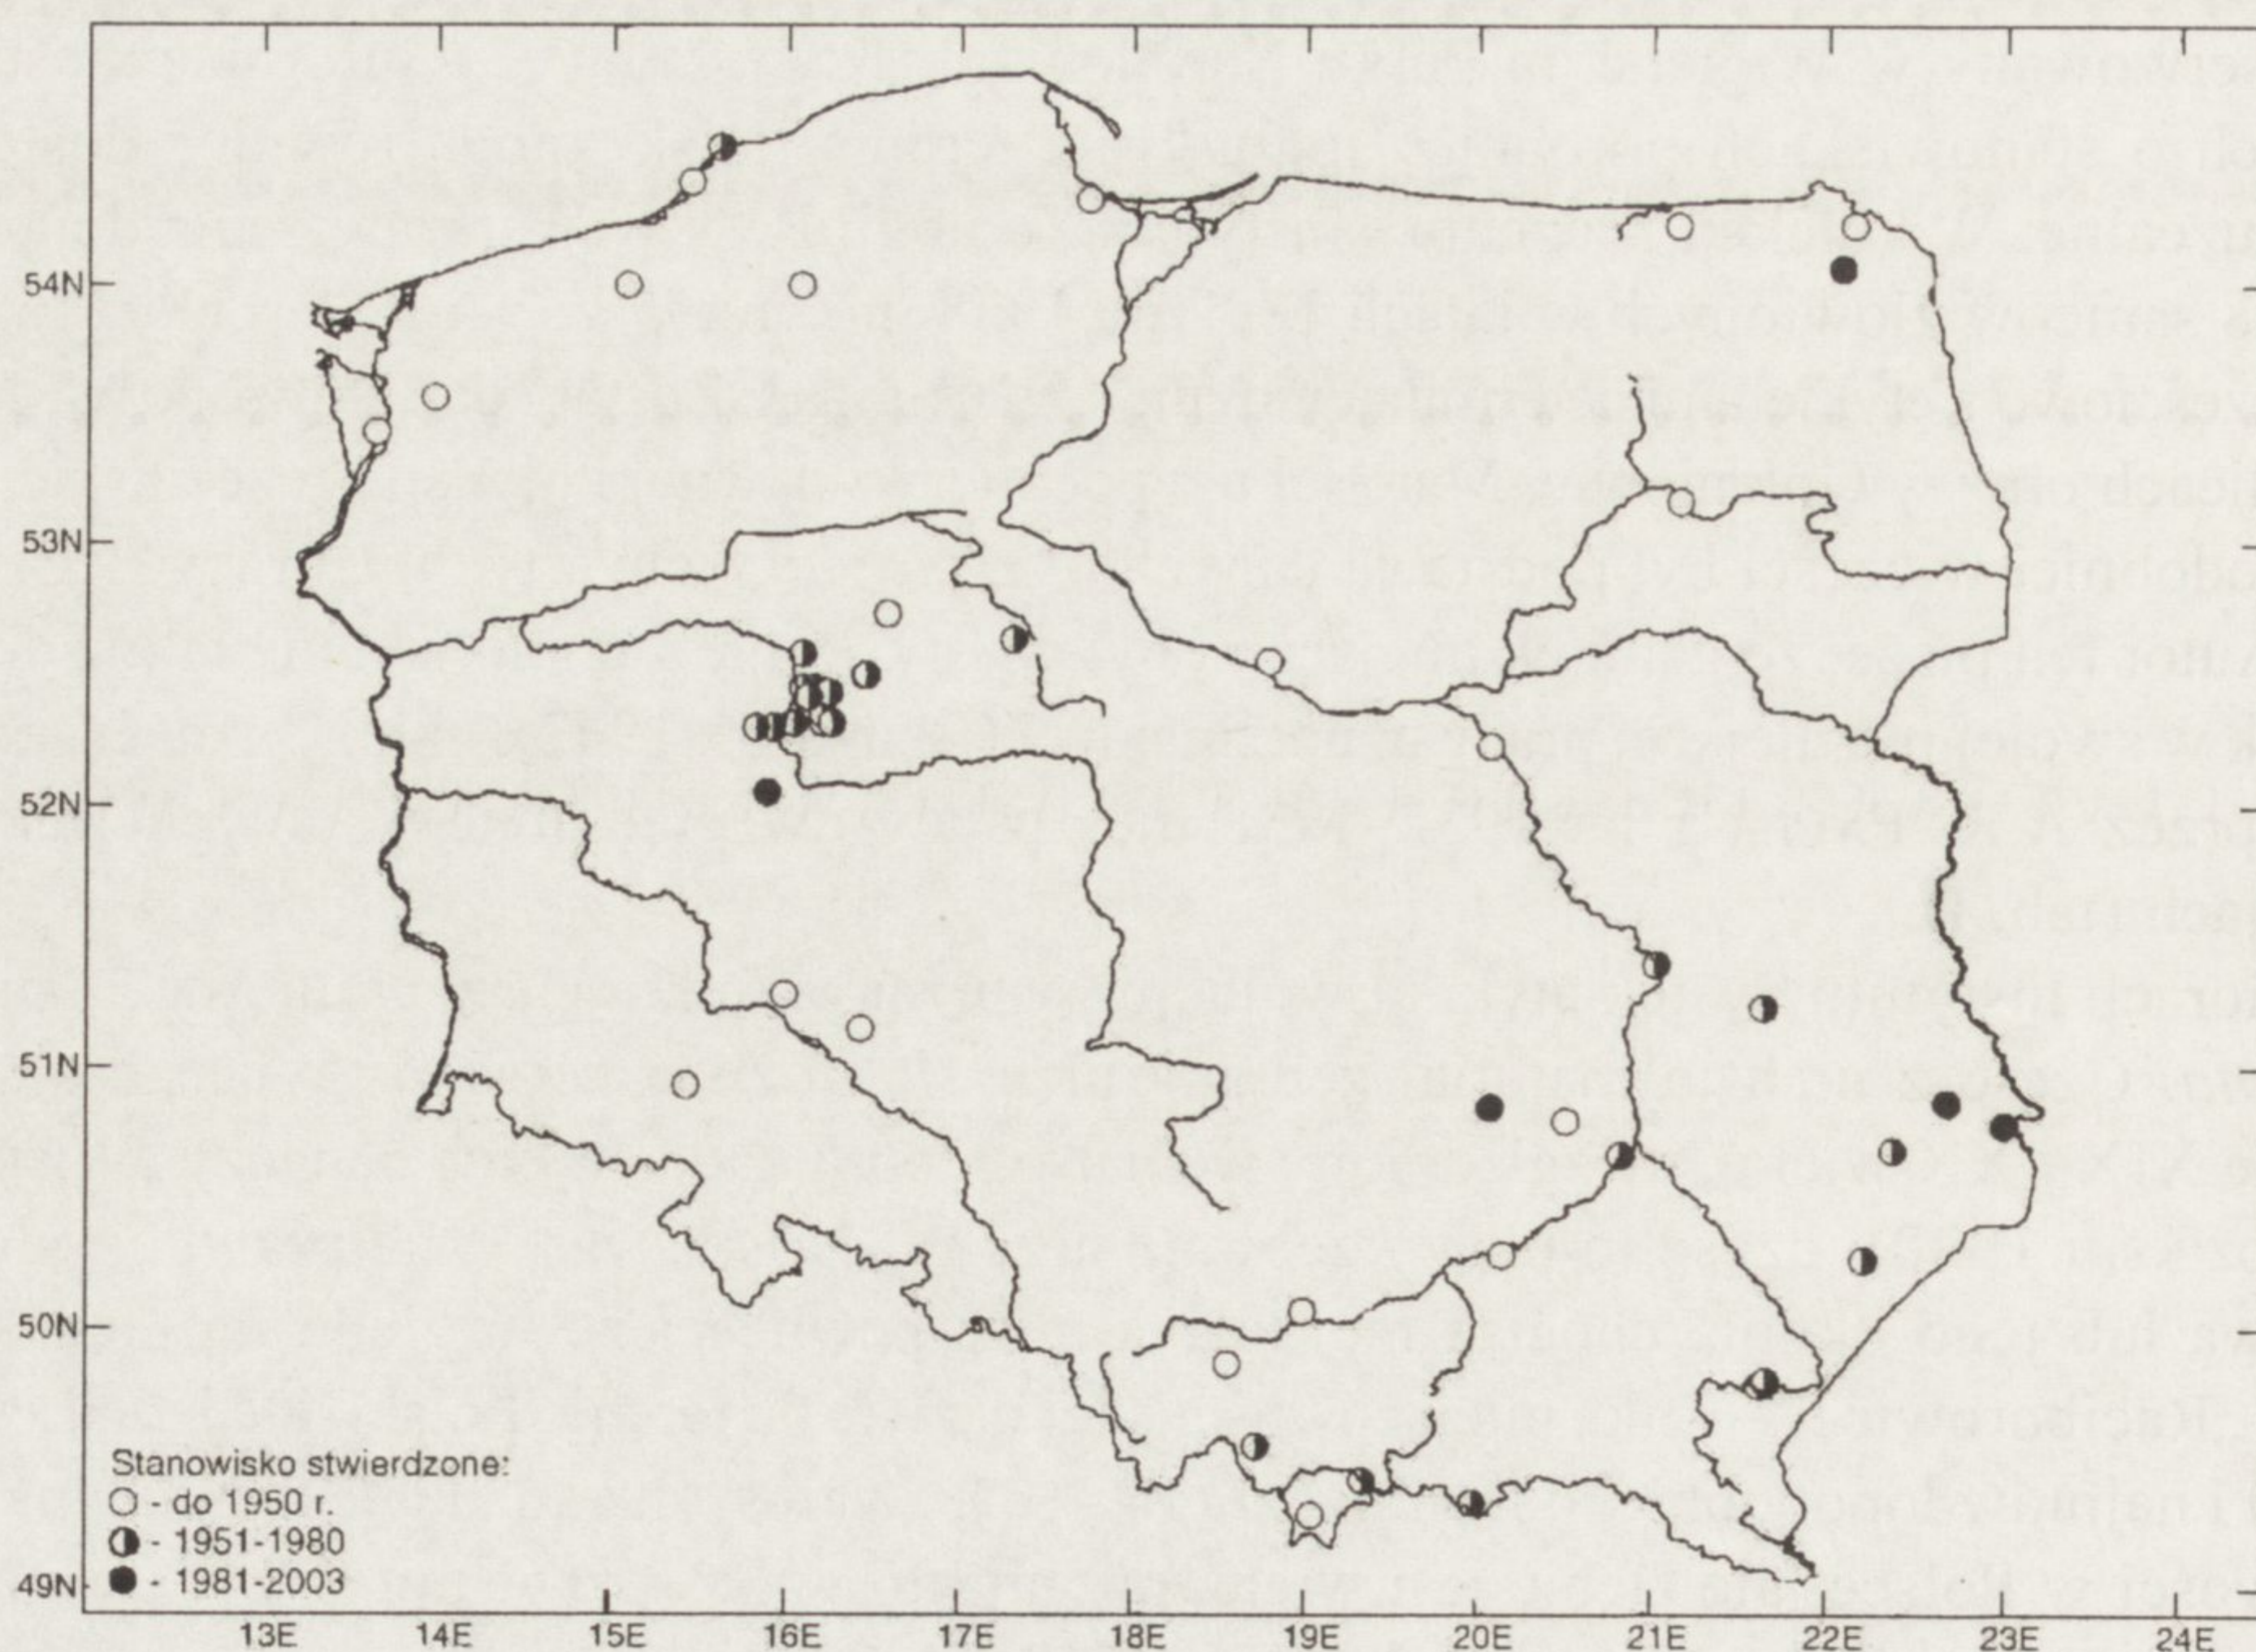 54N
53N
52N
51N
50N
49N
Stanowisko stwierdzone:
- do 1950 r.
- 1951-1980
- 1981-2003
13E 14E 15E 16E 17E 18E 19E 20E 21E 22E 23E 24E